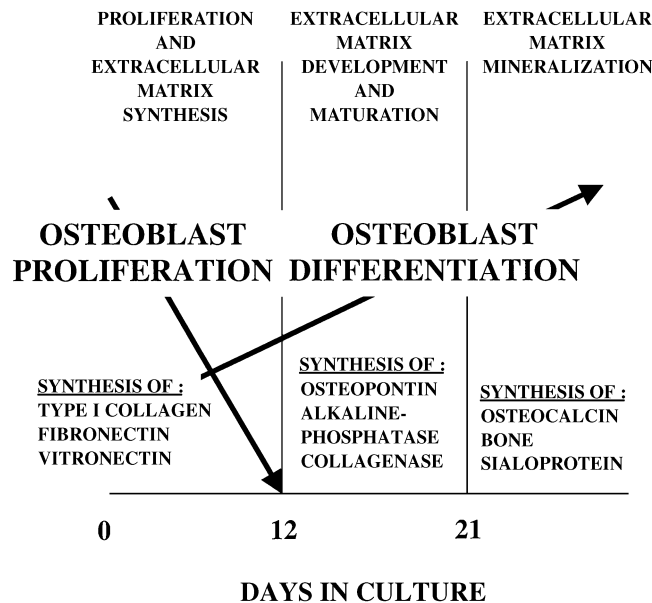 PROLIFERATION
AND
EXTRACELLULAR
MATRIX
SYNTHESIS
EXTRACELLULAR
MATRIX
DEVELOPMENT
AND
MATURATION
EXTRACELLULAR
MATRIX
MINERALIZATION
OSTEOBLAST
PROLIFERATION
OSTEOBLAST
DIFFERENTIATION
SYNTHESIS OF :
TYPE I COLLAGEN
FIBRONECTIN
VITRONECTIN
SYNTHESIS OF :
OSTEOPONTIN
ALKALINE-
PHOSPHATASE
COLLAGENASE
SYNTHESIS OF :
OSTEOCALCIN
BONE
SIALOPROTEIN
0
12
21
DAYS IN CULTURE